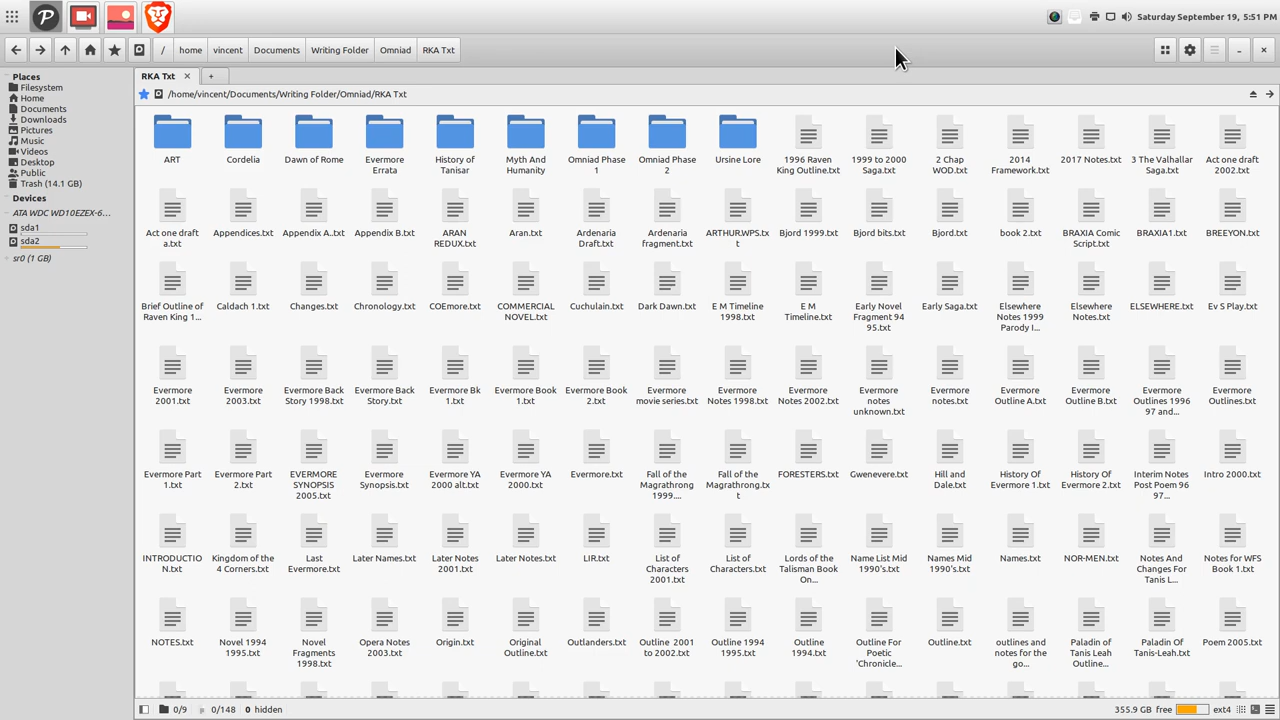 Saturday September 19, 5:51 PM
/ home vincent Documents Writing Folder Omniad RKA Txt
Places
Filesystem
Home
Documents
Downloads
Pictures
Music
Videos
Desktop
Public
Trash (14.1 GB)
Devices
ATA WDC WD10EZEX-6...
sda1
sda2
sr0 (1 GB)
RKA Txt
/home/vincent/Documents/Writing Folder/Omniad/RKA Txt
ART
Cordelia
Dawn of Rome
Evermore
Errata
History of
Tanisar
Myth And
Humanity
Omniad Phase
1
Omniad Phase
2
Ursine Lore
1996 Raven
King Outline.txt
1999 to 2000
Saga.txt
2 Chap
WOD.txt
2014
Framework.txt
2017 Notes.txt
3 The Valhallar
Saga.txt
Act one draft
2002.txt
Act one draft
a.txt
Appendices.txt
Appendix A..txt
Appendix B.txt
ARAN
REDUX.txt
Aran.txt
Ardenaria
Draft.txt
Ardenaria
fragment.txt
ARTHUR.WPS.tx
t
Bjord 1999.txt
Bjord bits.txt
Bjord.txt
book 2.txt
BRAXIA Comic
Script.txt
BRAXIA1.txt
BREEYON.txt
Brief Outline of
Raven King 1...
Caldach 1.txt
Changes.txt
Chronology.txt
COEmore.txt
COMMERCIAL
NOVEL.txt
Cuchulain.txt
Dark Dawn.txt
E M Timeline
1998.txt
E M
Timeline.txt
Early Novel
Fragment 94
95.txt
Early Saga.txt
Elsewhere
Notes 1999
Parody I...
Elsewhere
Notes.txt
ELSEWHERE.txt
Ev S Play.txt
Evermore
2001.txt
Evermore
2003.txt
Evermore Back
Story 1998.txt
Evermore Back
Story.txt
Evermore Bk
1.txt
Evermore Book
1.txt
Evermore Book
2.txt
Evermore
movie series.txt
Evermore
Notes 1998.txt
Evermore
Notes 2002.txt
Evermore
notes
unknown.txt
Evermore
notes.txt
Evermore
Outline A.txt
Evermore
Outline B.txt
Evermore
Outlines 1996
97 and...
Evermore
Outlines.txt
Evermore Part
1.txt
Evermore Part
2.txt
EVERMORE
SYNOPSIS
2005.txt
Evermore
Synopsis.txt
Evermore YA
2000 alt.txt
Evermore YA
2000.txt
Evermore.txt
Fall of the
Magrathrong
1999....
Fall of the
Magrathrong.tx
t
FORESTERS.txt
Gwenevere.txt
Hill and
Dale.txt
History Of
Evermore 1.txt
History Of
Evermore 2.txt
Interim Notes
Post Poem 96
97...
Intro 2000.txt
INTRODUCTIO
N.txt
Kingdom of the
4 Corners.txt
Last
Evermore.txt
Later Names.txt
Later Notes
2001.txt
Later Notes.txt
LIR.txt
List of
Characters
2001.txt
List of
Characters.txt
Lords of the
Talisman Book
On...
Name List Mid
1990's.txt
Names Mid
1990's.txt
Names.txt
NOR-MEN.txt
Notes And
Changes For
Tanis L...
Notes for WFS
Book 1.txt
NOTES.txt
Novel 1994
1995.txt
Novel
Fragments
1998.txt
Opera Notes
2003.txt
Origin.txt
Original
Outline.txt
Outlanders.txt
Outline 2001
to 2002.txt
Outline 1994
1995.txt
Outline
1994.txt
Outline For
Poetic
'Chronicle...
Outline.txt
outlines and
notes for the
go...
Paladin of
Tanis Leah
Outline...
Paladin Of
Tanis-Leah.txt
Poem 2005.txt
0/9 0/148 0 hidden
355.9 GB free ext4